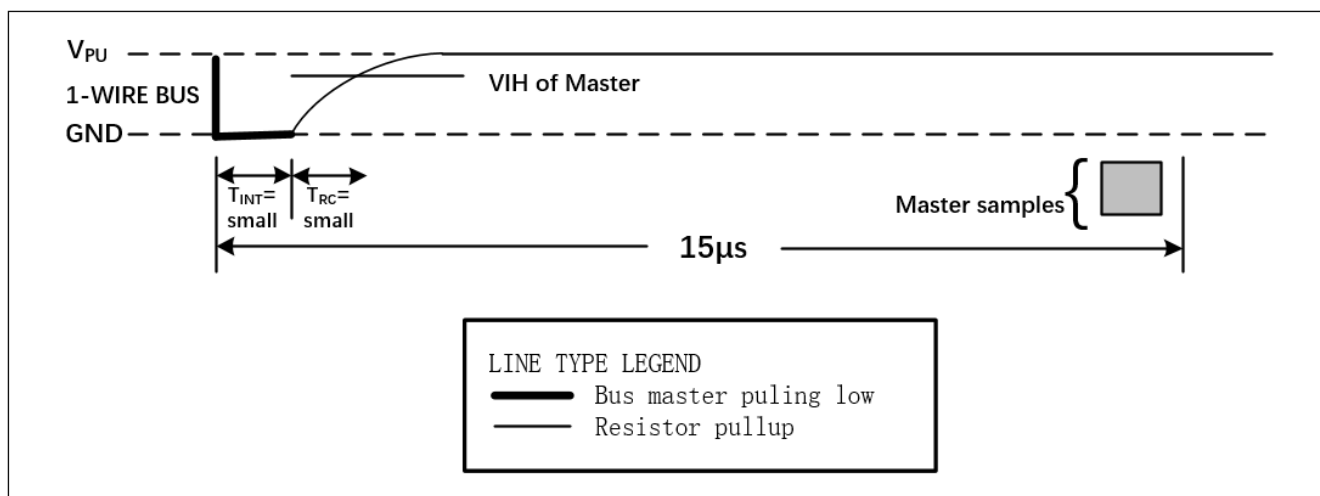 VPU
1-WIRE BUS
VIH of Master
GND
TINT=
small
TRC=
small
Master samples
15μs
LINE TYPE LEGEND
Bus master puling low
Resistor pullup